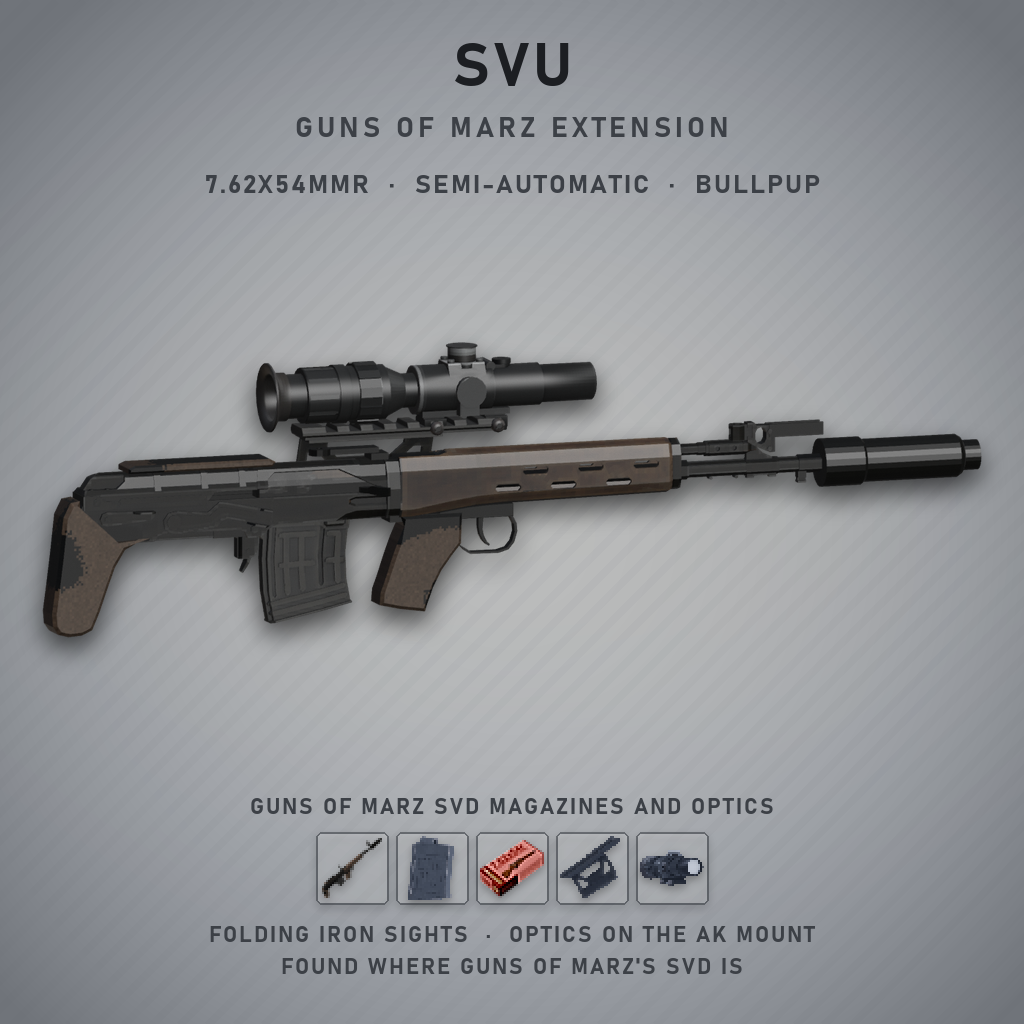 SVU
GUNS OF MARZ EXTENSION
7.62X54MMR · SEMI-AUTOMATIC · BULLPUP
GUNS OF MARZ SVD MAGAZINES AND OPTICS
FOLDING IRON SIGHTS · OPTICS ON THE AK MOUNT
FOUND WHERE GUNS OF MARZ'S SVD IS